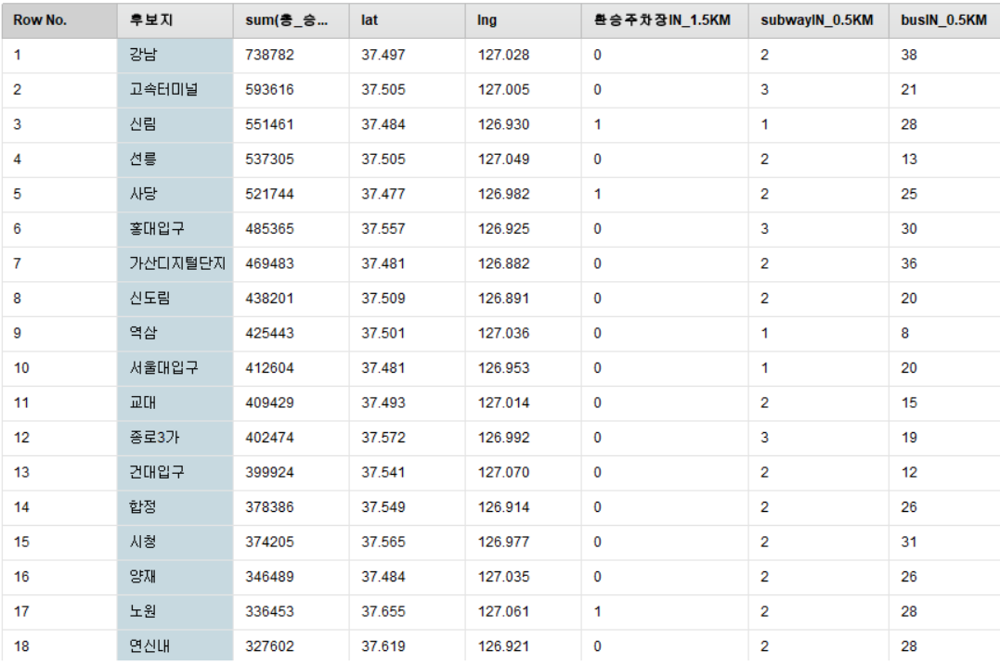 Row No. 후보지 sum(총_승... lat lng 환승주차장IN_1.5KM subwayIN_0.5KM busIN_0.5KM
1 강남 738782 37.497 127.028 0 2 38
2 고속터미널 593616 37.505 127.005 0 3 21
3 신림 551461 37.484 126.930 1 1 28
4 선릉 537305 37.505 127.049 0 2 13
5 사당 521744 37.477 126.982 1 2 25
6 홍대입구 485365 37.557 126.925 0 3 30
7 가산디지털단지 469483 37.481 126.882 0 2 36
8 신도림 438201 37.509 126.891 0 2 20
9 역삼 425443 37.501 127.036 0 1 8
10 서울대입구 412604 37.481 126.953 0 1 20
11 교대 409429 37.493 127.014 0 2 15
12 종로3가 402474 37.572 126.992 0 3 19
13 건대입구 399924 37.541 127.070 0 2 12
14 합정 378386 37.549 126.914 0 2 26
15 시청 374205 37.565 126.977 0 2 31
16 양재 346489 37.484 127.035 0 2 26
17 노원 336453 37.655 127.061 1 2 28
18 연신내 327602 37.619 126.921 0 2 28